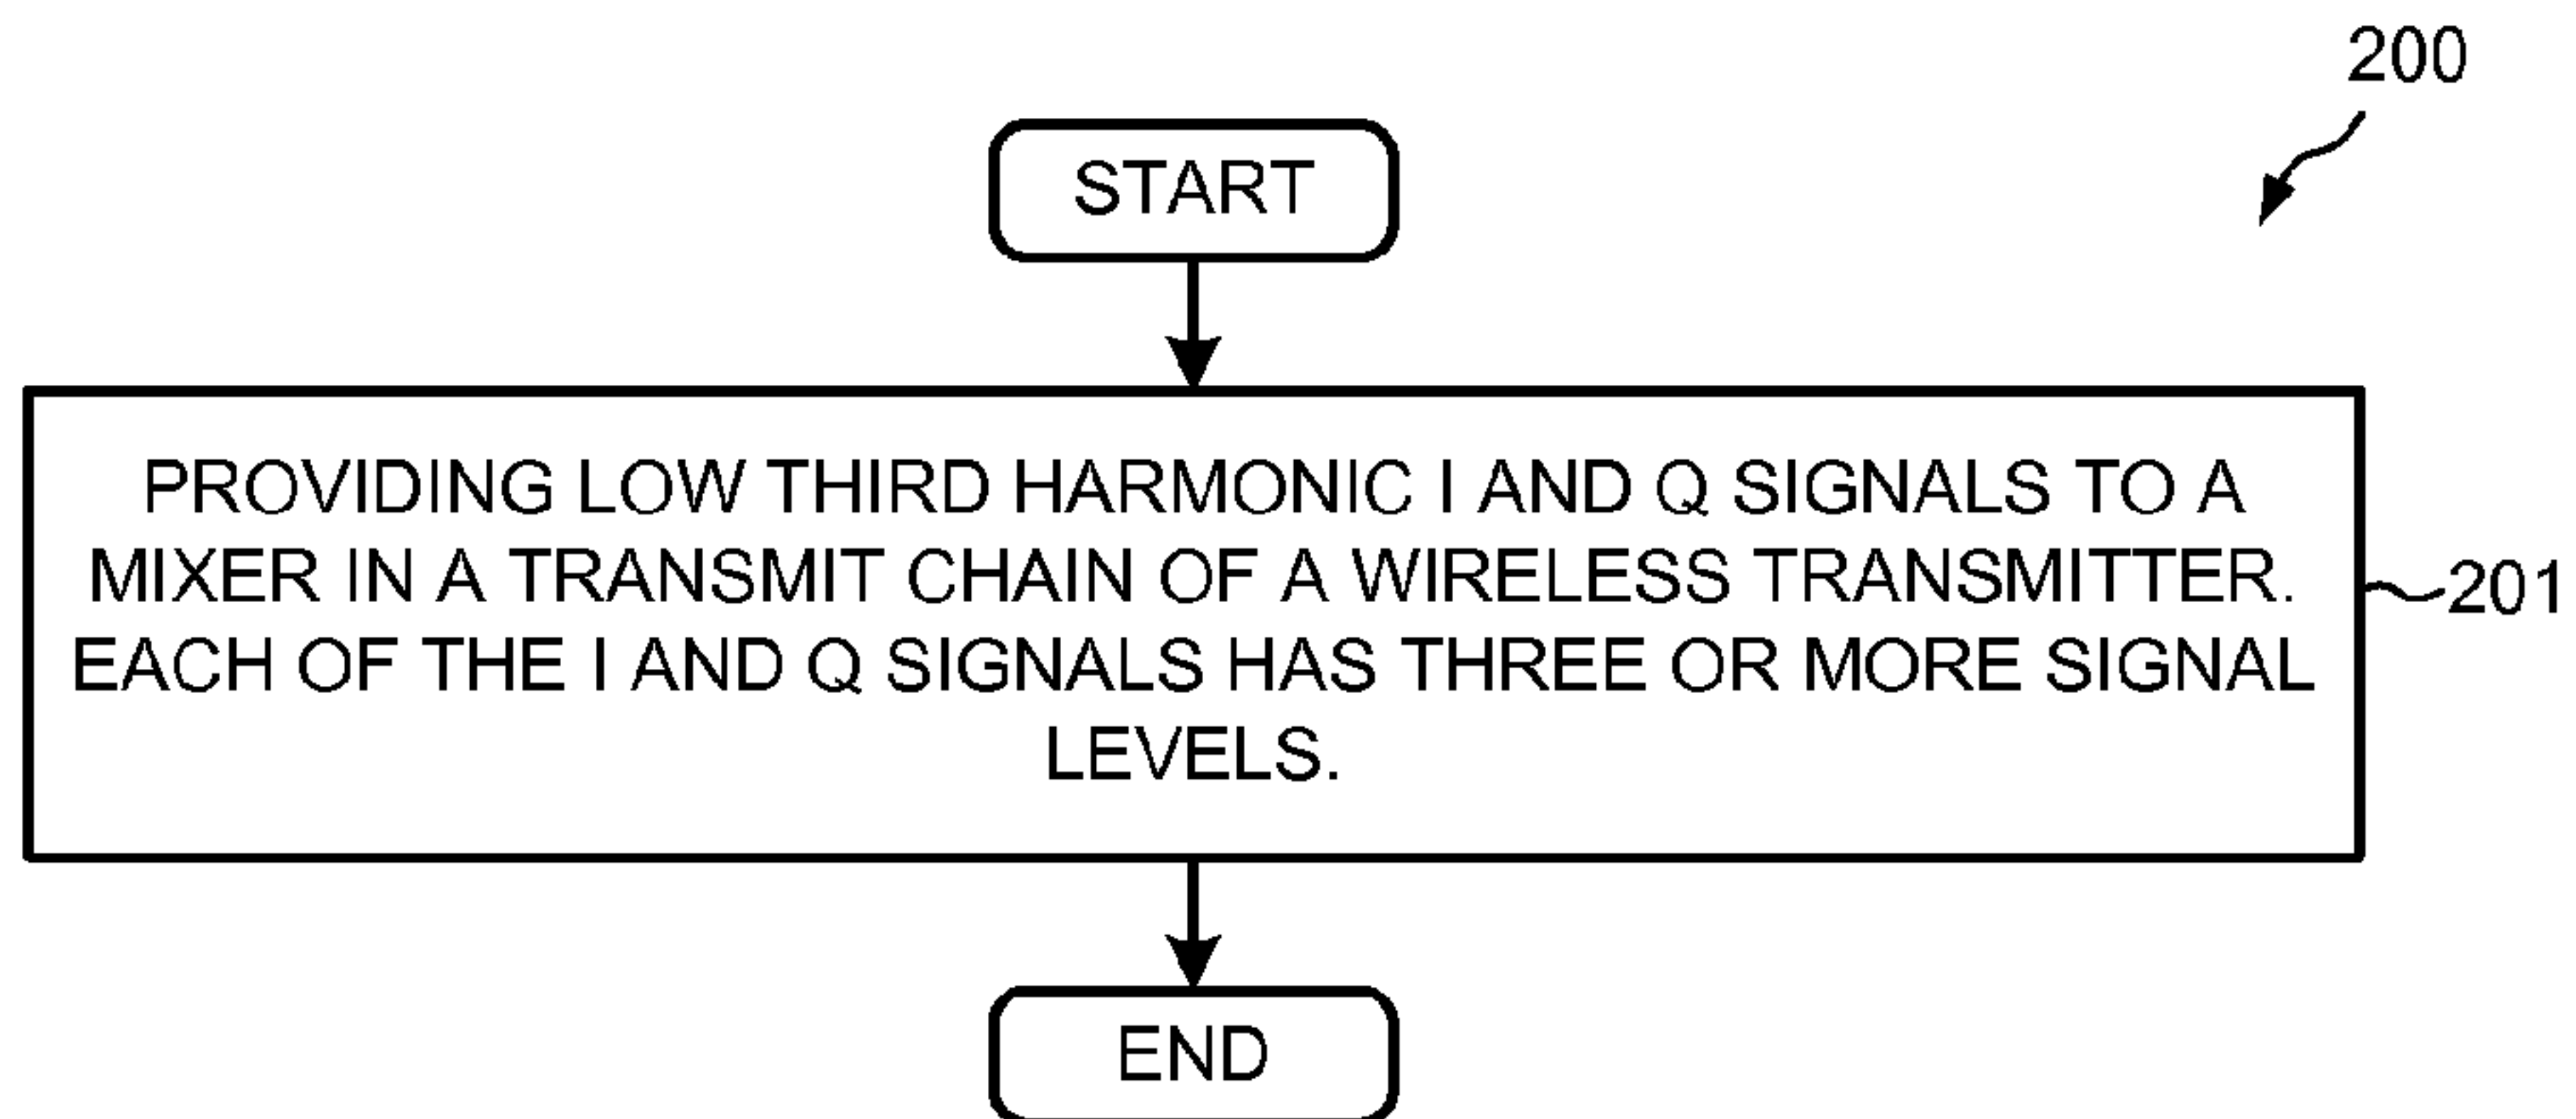 200
START
PROVIDING LOW THIRD HARMONIC I AND Q SIGNALS TO A
MIXER IN A TRANSMIT CHAIN OF A WIRELESS TRANSMITTER.
EACH OF THE I AND Q SIGNALS HAS THREE OR MORE SIGNAL
LEVELS.
201
END